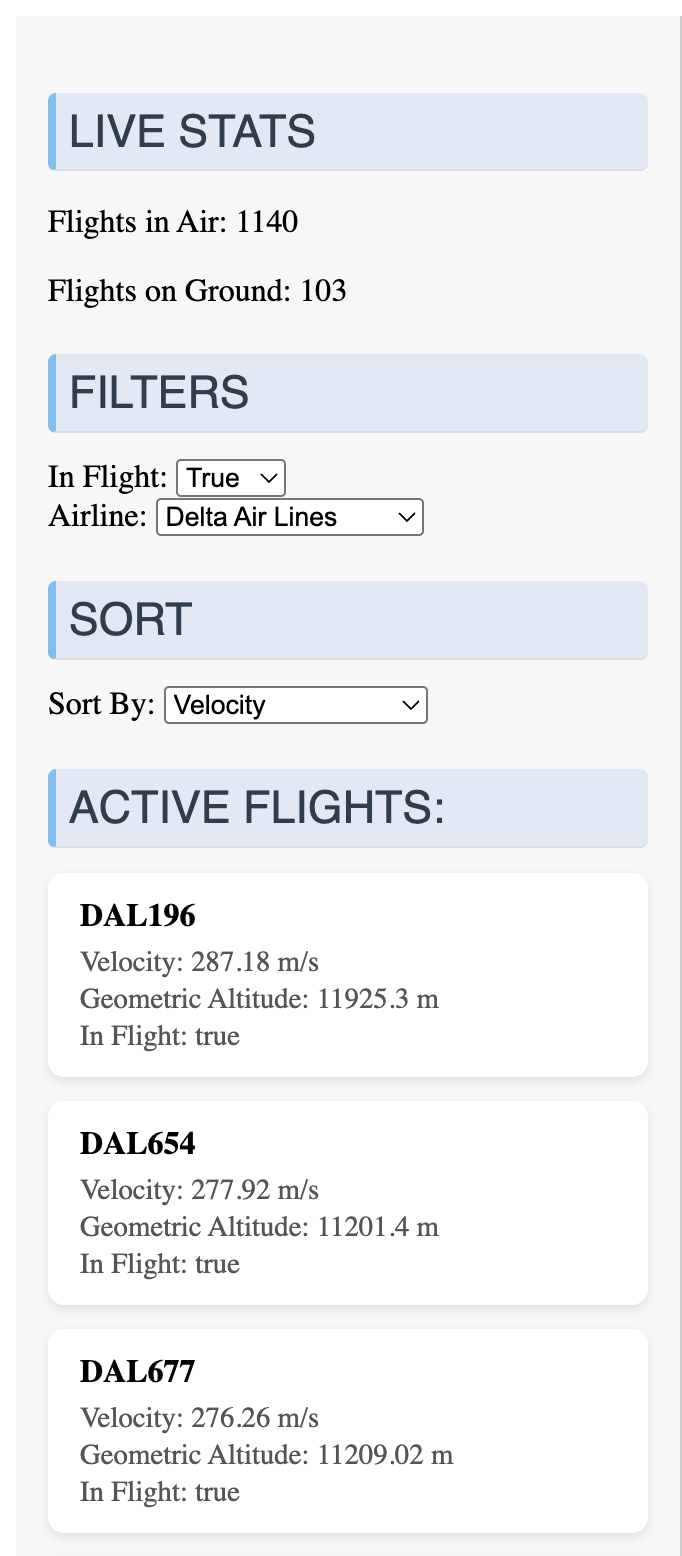 LIVE STATS
Flights in Air: 1140
Flights on Ground: 103
FILTERS
In Flight: True
Airline: Delta Air Lines
SORT
Sort By: Velocity
ACTIVE FLIGHTS:
DAL196
Velocity: 287.18 m/s
Geometric Altitude: 11925.3 m
In Flight: true
DAL654
Velocity: 277.92 m/s
Geometric Altitude: 11201.4 m
In Flight: true
DAL677
Velocity: 276.26 m/s
Geometric Altitude: 11209.02 m
In Flight: true